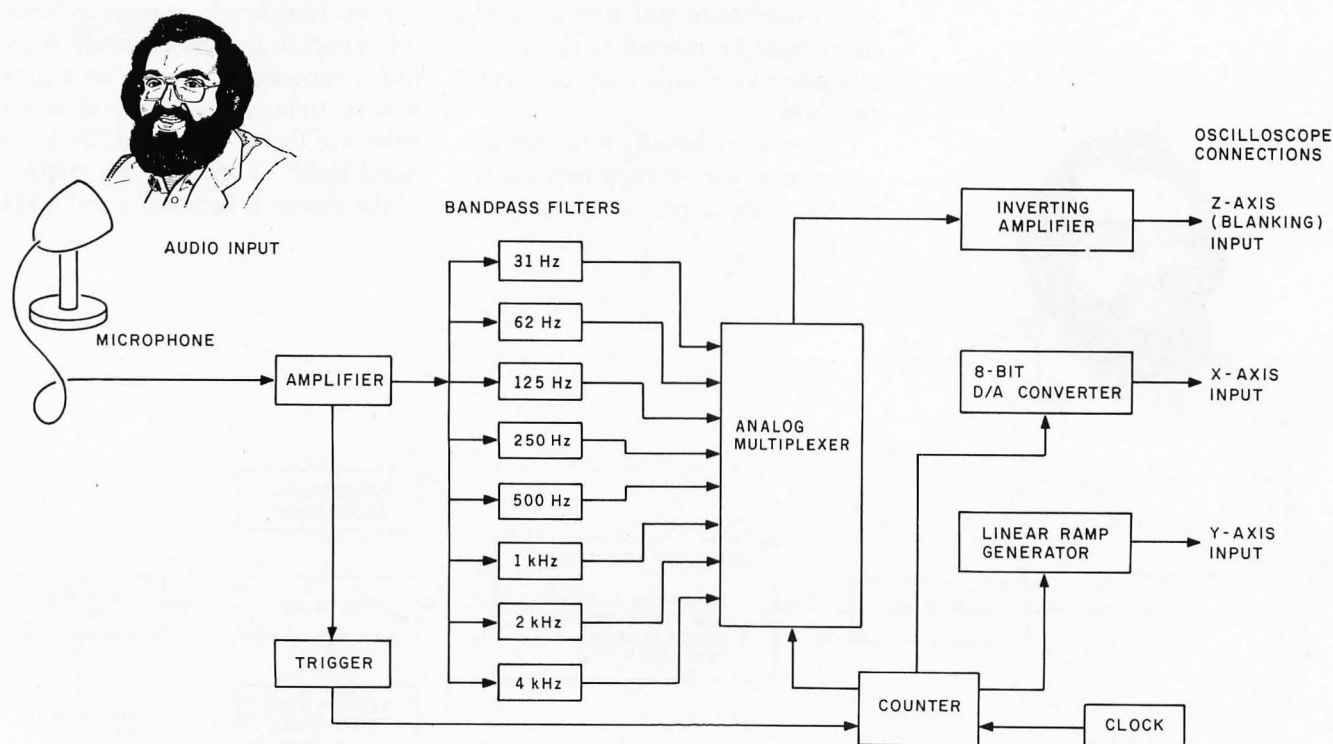 OSCILLOSCOPE
CONNECTIONS
BANDPASS FILTERS
INVERTING
AMPLIFIER
Z-AXIS
(BLANKING)
INPUT
AUDIO INPUT
31 Hz
MICROPHONE
62 Hz
AMPLIFIER
125 Hz
8-BIT
D/A CONVERTER
X-AXIS
INPUT
250 Hz
ANALOG
MULTIPLEXER
500 Hz
LINEAR RAMP
GENERATOR
Y-AXIS
INPUT
1 kHz
2 kHz
TRIGGER
4 kHz
COUNTER
CLOCK